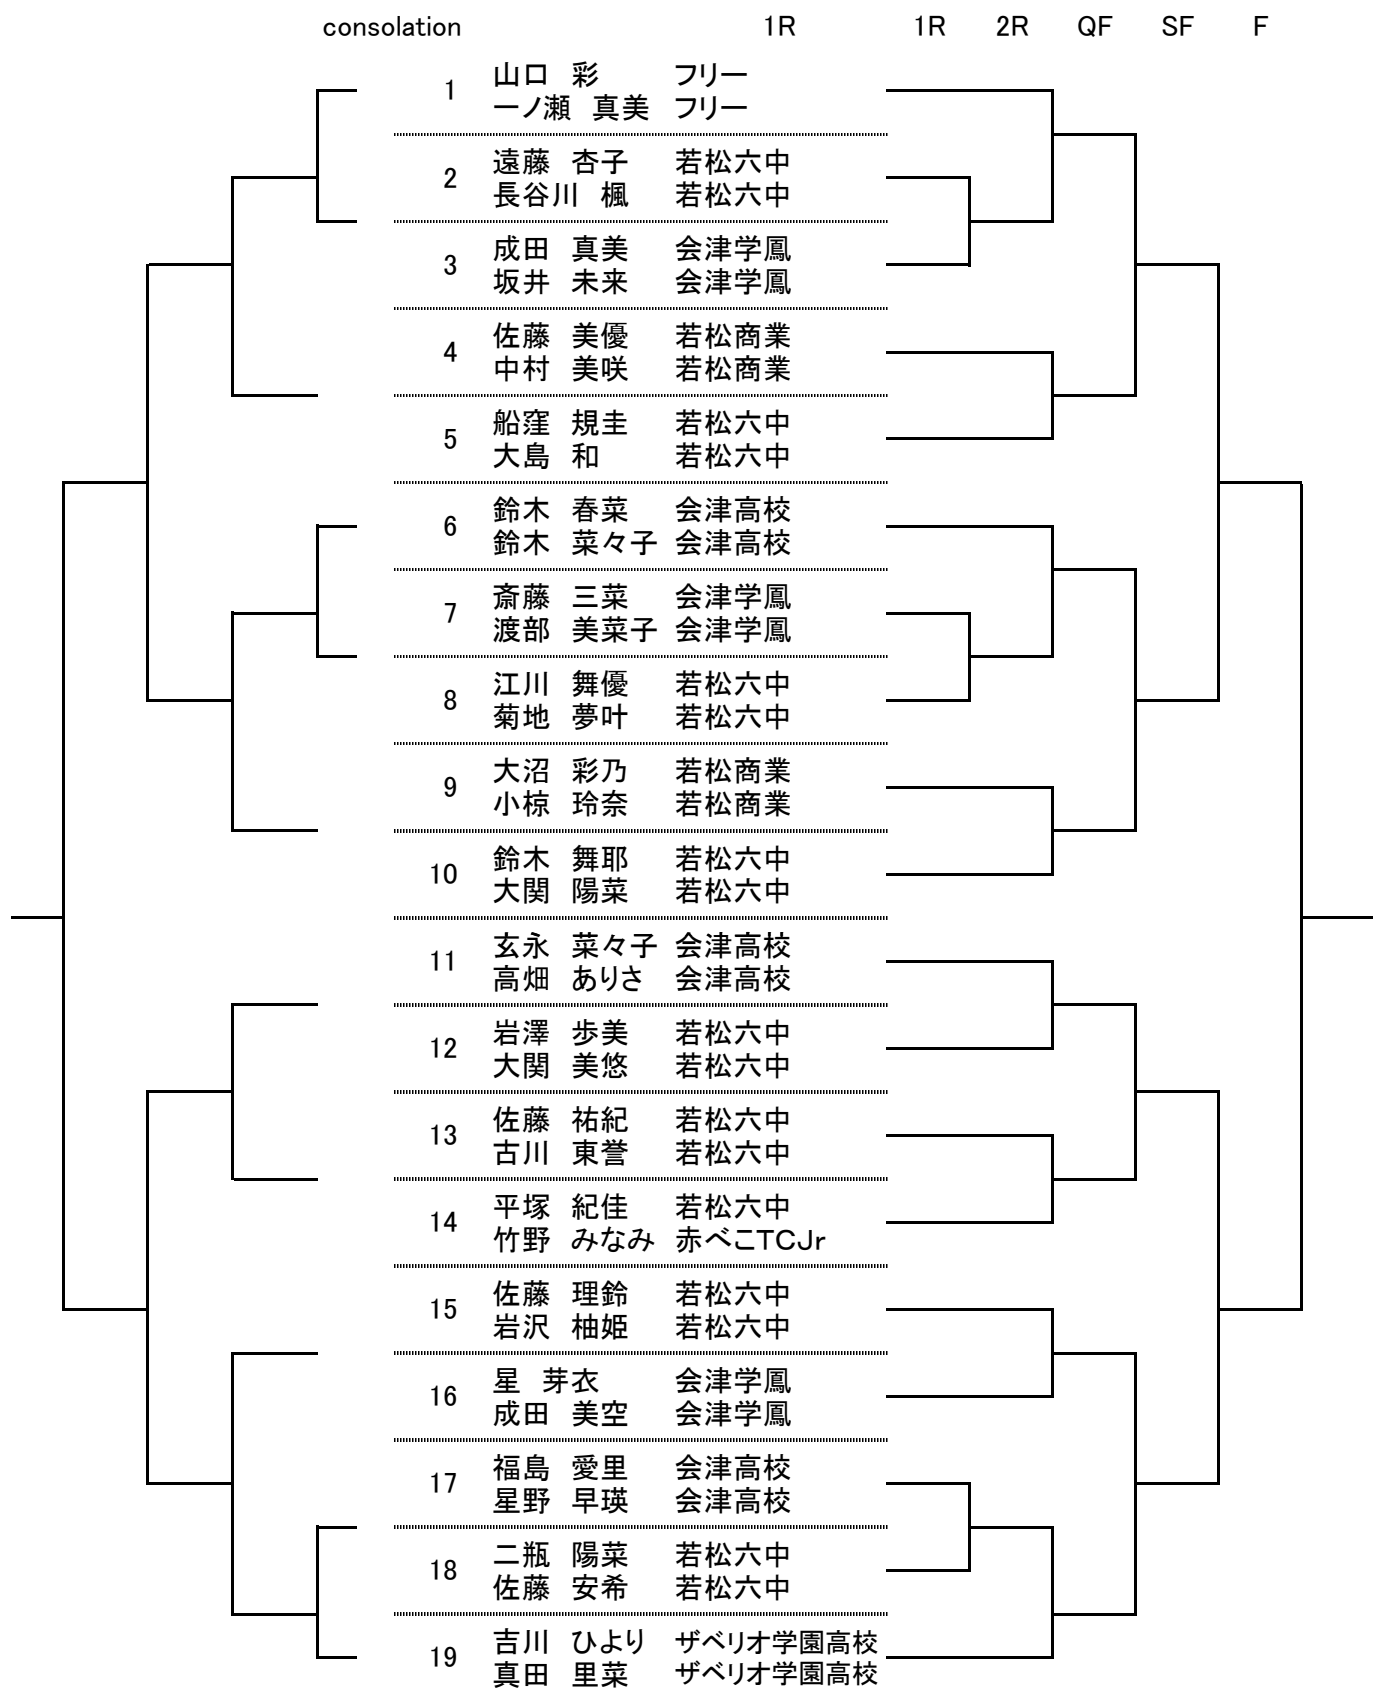 consolation 1R 1R 2R QF SF F
山口 彩 フリー
1
一ノ瀬 真美 フリー
遠藤 杏子 若松六中
2
長谷川 楓 若松六中
成田 真美 会津学鳳
3
坂井 未来 会津学鳳
佐藤 美優 若松商業
4
中村 美咲 若松商業
船窪 規圭 若松六中
5
大島 和 若松六中
鈴木 春菜 会津高校
6
鈴木 菜々子 会津高校
斎藤 三菜 会津学鳳
7
渡部 美菜子 会津学鳳
江川 舞優 若松六中
8
菊地 夢叶 若松六中
大沼 彩乃 若松商業
9
小椋 玲奈 若松商業
鈴木 舞耶 若松六中
10
大関 陽菜 若松六中
玄永 菜々子 会津高校
11
高畑 ありさ 会津高校
岩澤 歩美 若松六中
12
大関 美悠 若松六中
佐藤 祐紀 若松六中
13
古川 東誉 若松六中
平塚 紀佳 若松六中
14
竹野 みなみ 赤べこTCJr
佐藤 理鈴 若松六中
15
岩沢 柚姫 若松六中
星 芽衣 会津学鳳
16
成田 美空 会津学鳳
福島 愛里 会津高校
17
星野 早瑛 会津高校
二瓶 陽菜 若松六中
18
佐藤 安希 若松六中
吉川 ひより ザベリオ学園高校
19
真田 里菜 ザベリオ学園高校